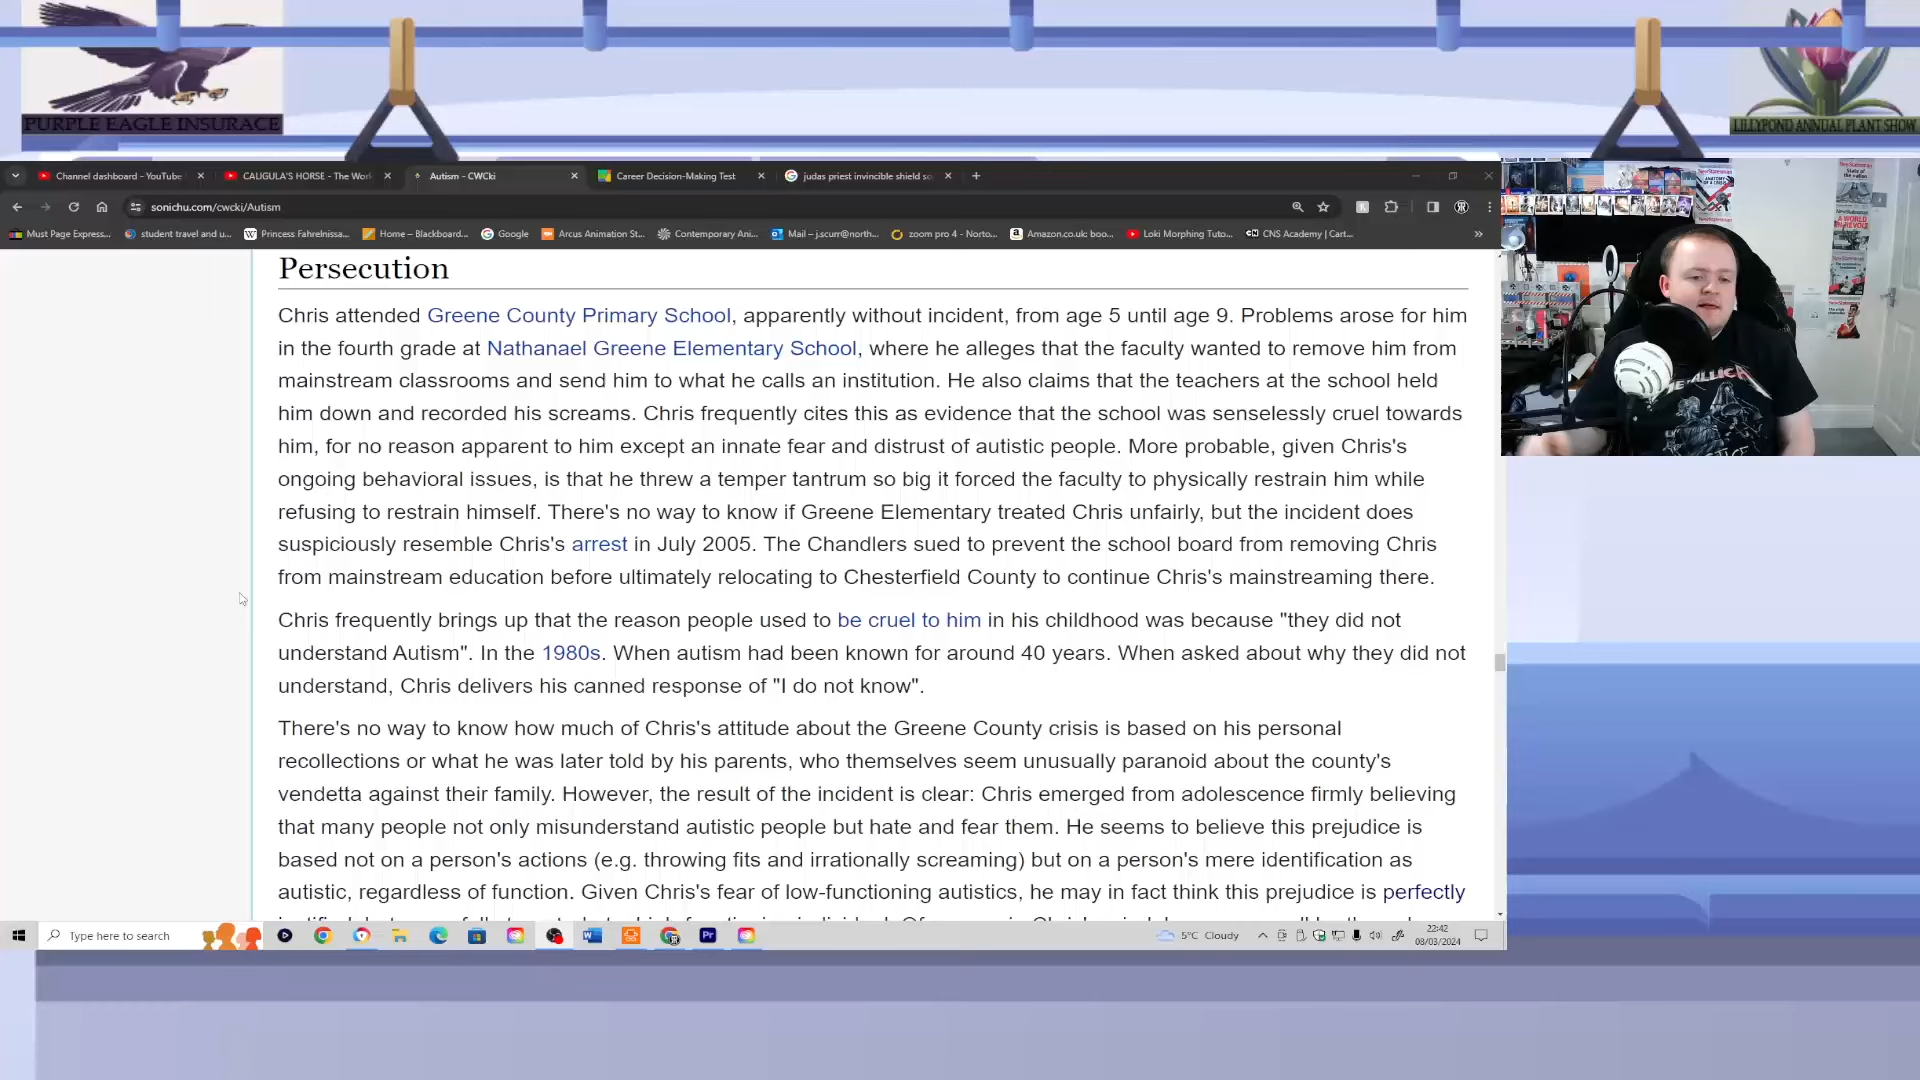 PURPLE EAGLE INSURACE
LILLYPOND ANNUAL PLANT SHOW
Channel dashboard - YouTube
CALIGULA'S HORSE - The Worl
Autism - CWCki
Career Decision-Making Test
judas priest invincible shield so
sonichu.com/cwcki/Autism
Must Page Express...
student travel and u...
Princess Fahrelnissa...
Home – Blackboard...
Google
Arcus Animation St...
Contemporary Ani...
Mail – j.scurr@north...
zoom pro 4 - Norto...
Amazon.co.uk: boo...
Loki Morphing Tuto...
CNS Academy | Cart...
Persecution
Chris attended Greene County Primary School, apparently without incident, from age 5 until age 9. Problems arose for him
in the fourth grade at Nathanael Greene Elementary School, where he alleges that the faculty wanted to remove him from
mainstream classrooms and send him to what he calls an institution. He also claims that the teachers at the school held
him down and recorded his screams. Chris frequently cites this as evidence that the school was senselessly cruel towards
him, for no reason apparent to him except an innate fear and distrust of autistic people. More probable, given Chris's
ongoing behavioral issues, is that he threw a temper tantrum so big it forced the faculty to physically restrain him while
refusing to restrain himself. There's no way to know if Greene Elementary treated Chris unfairly, but the incident does
suspiciously resemble Chris's arrest in July 2005. The Chandlers sued to prevent the school board from removing Chris
from mainstream education before ultimately relocating to Chesterfield County to continue Chris's mainstreaming there.
Chris frequently brings up that the reason people used to be cruel to him in his childhood was because "they did not
understand Autism". In the 1980s. When autism had been known for around 40 years. When asked about why they did not
understand, Chris delivers his canned response of "I do not know".
There's no way to know how much of Chris's attitude about the Greene County crisis is based on his personal
recollections or what he was later told by his parents, who themselves seem unusually paranoid about the county's
vendetta against their family. However, the result of the incident is clear: Chris emerged from adolescence firmly believing
that many people not only misunderstand autistic people but hate and fear them. He seems to believe this prejudice is
based not on a person's actions (e.g. throwing fits and irrationally screaming) but on a person's mere identification as
autistic, regardless of function. Given Chris's fear of low-functioning autistics, he may in fact think this prejudice is perfectly
Type here to search
5°C Cloudy
22:42
08/03/2024
METALLICA